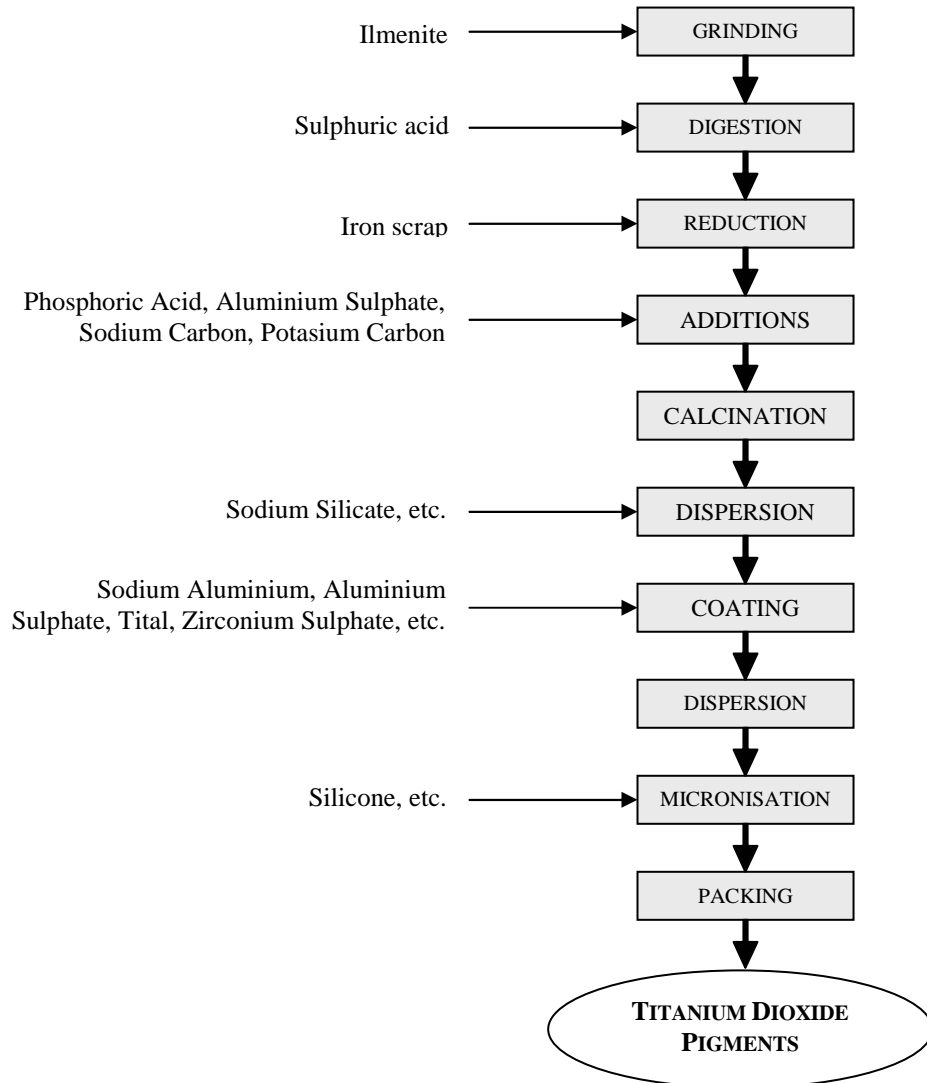 Ilmenite
GRINDING
Sulphuric acid
DIGESTION
Iron scrap
REDUCTION
Phosphoric Acid, Aluminium Sulphate,
Sodium Carbon, Potasium Carbon
ADDITIONS
CALCINATION
Sodium Silicate, etc.
DISPERSION
Sodium Aluminium, Aluminium
Sulphate, Tital, Zirconium Sulphate, etc.
COATING
DISPERSION
Silicone, etc.
MICRONISATION
PACKING
TITANIUM DIOXIDE
PIGMENTS